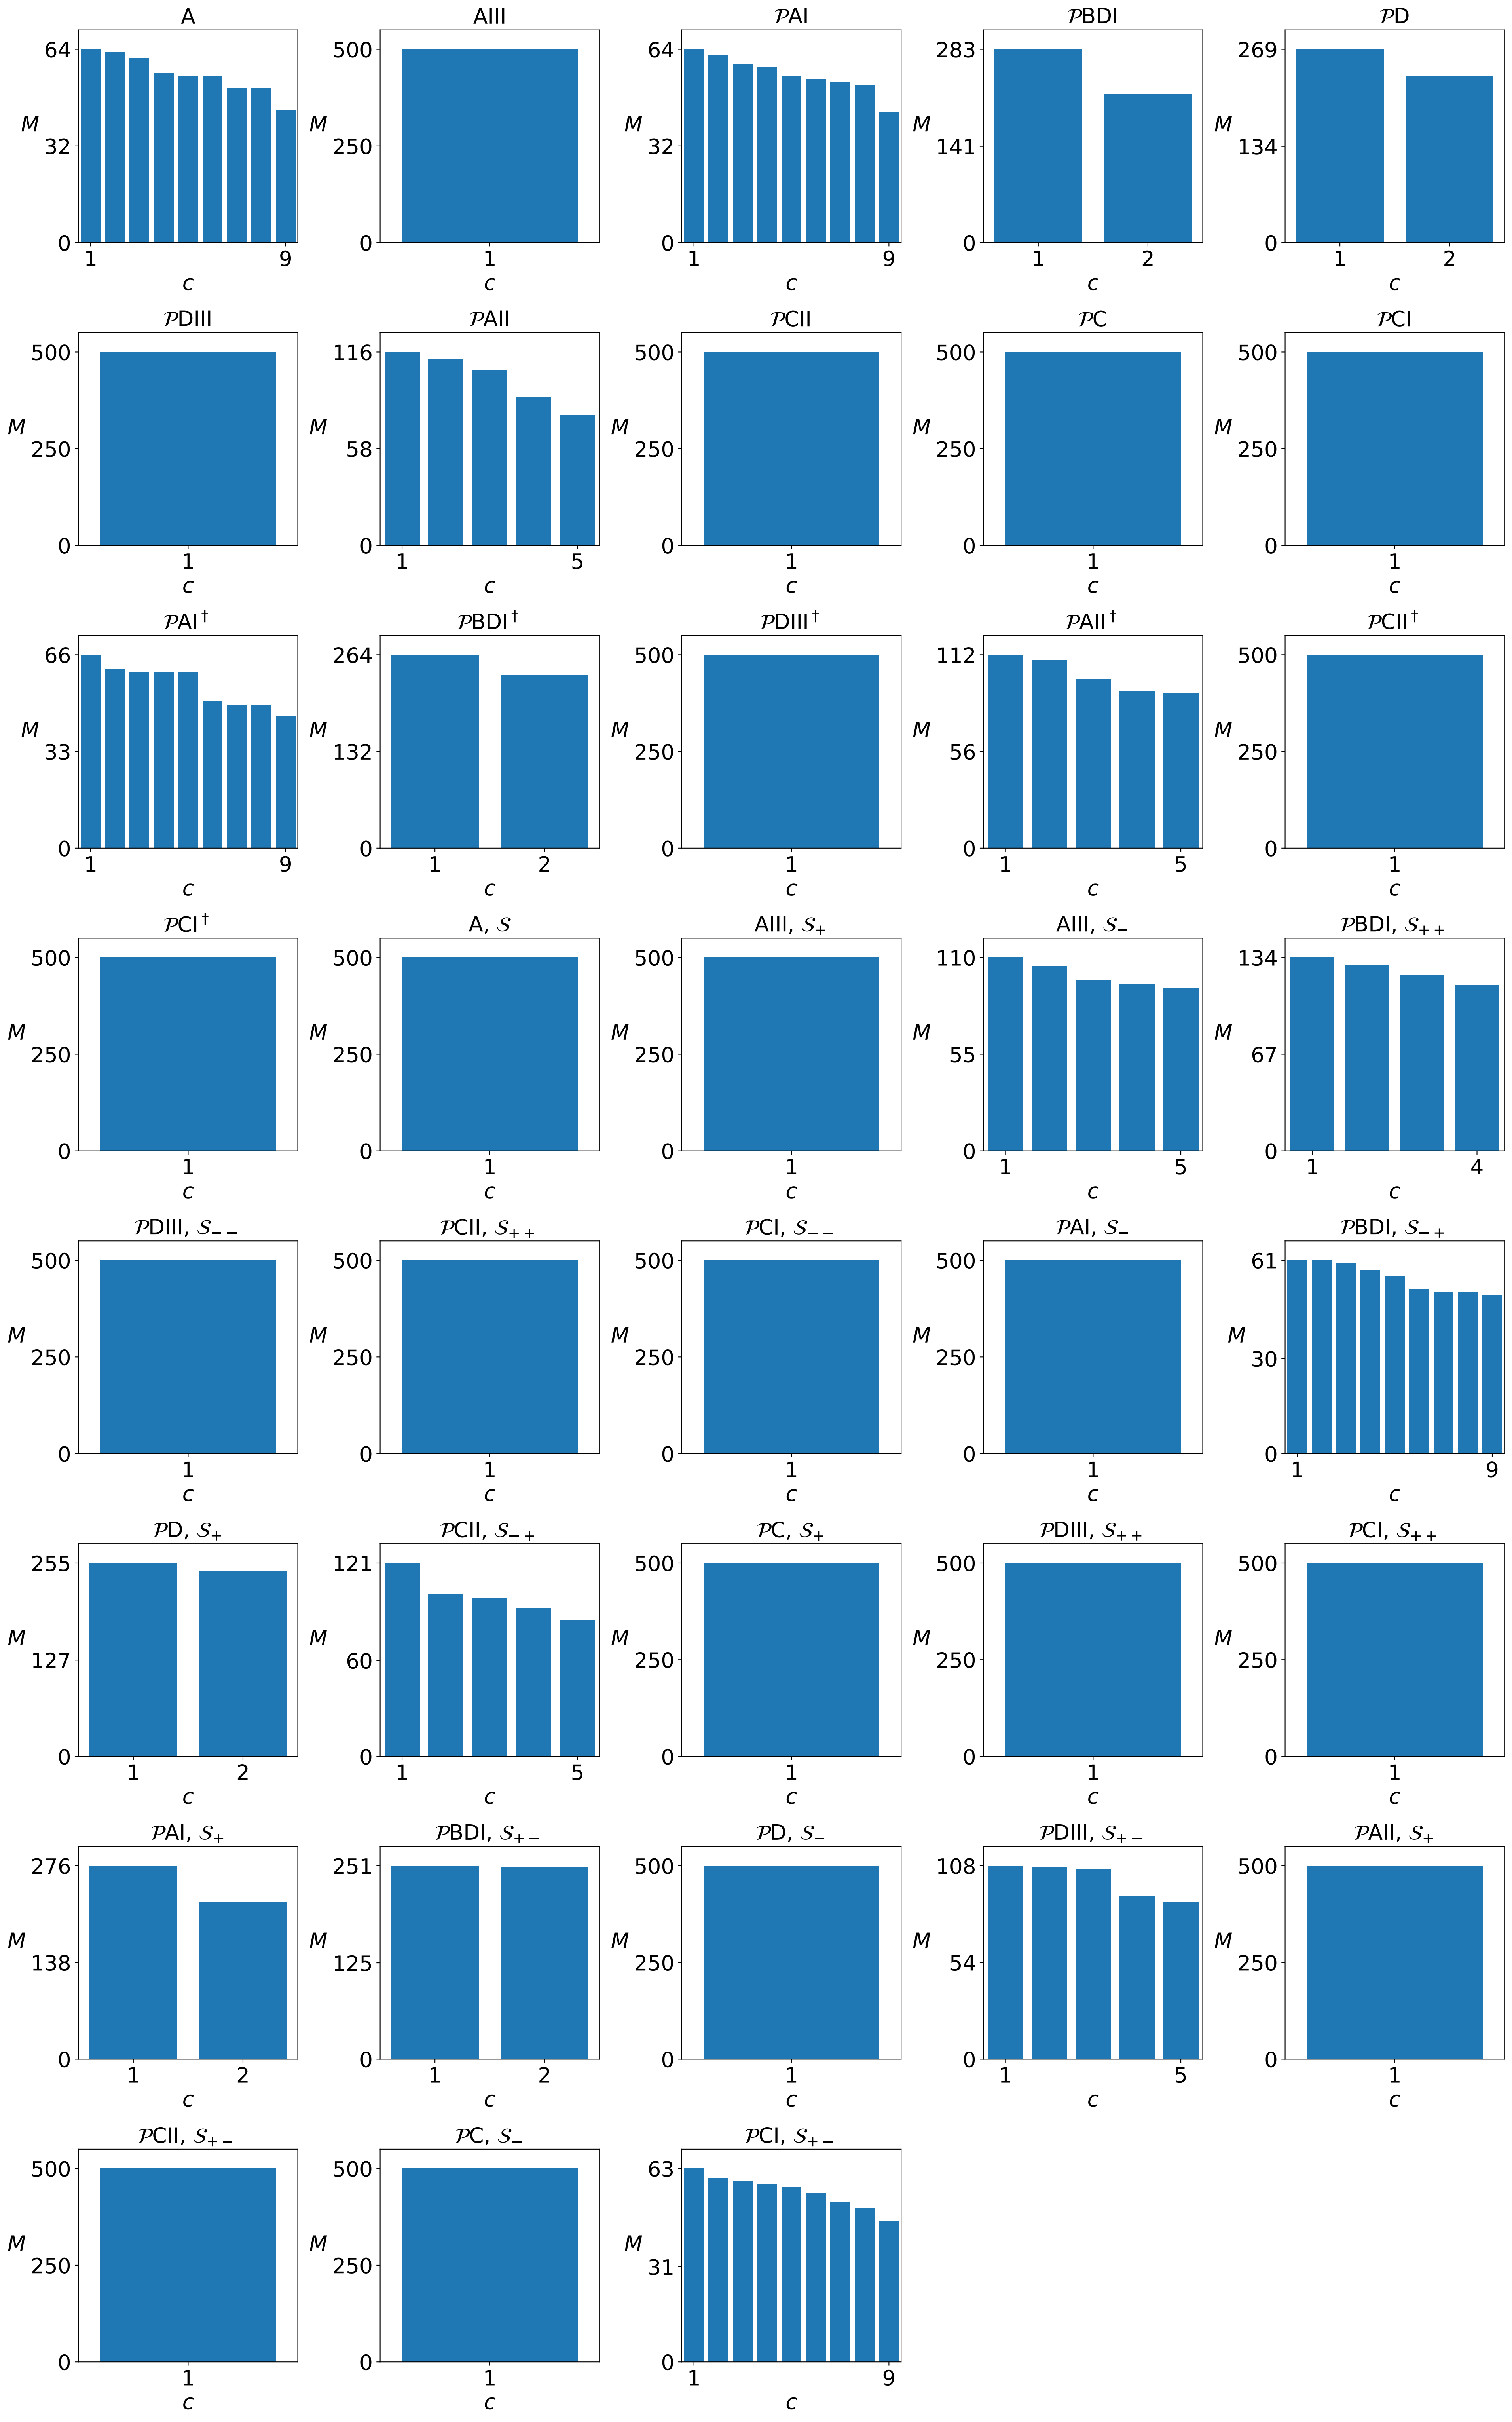 A AIII 𝒫AI 𝒫BDI 𝒫D
64 500 64 283 269
M M M M M
32 250 32 141 134
0 0 0 0 0
1 9 1 1 9 1 2 1 2
c c c c c
𝒫DIII 𝒫AII 𝒫CII 𝒫C 𝒫CI
500 116 500 500 500
M M M M M
250 58 250 250 250
0 0 0 0 0
1 1 5 1 1 1
c c c c c
𝒫AI† 𝒫BDI† 𝒫DIII† 𝒫AII† 𝒫CII†
66 264 500 112 500
M M M M M
33 132 250 56 250
0 0 0 0 0
1 9 1 2 1 1 5 1
c c c c c
𝒫CI† A, 𝒮 AIII, 𝒮₊ AIII, 𝒮₋ 𝒫BDI, 𝒮₊₊
500 500 500 110 134
M M M M M
250 250 250 55 67
0 0 0 0 0
1 1 1 1 5 1 4
c c c c c
𝒫DIII, 𝒮₋₋ 𝒫CII, 𝒮₊₊ 𝒫CI, 𝒮₋₋ 𝒫AI, 𝒮₋ 𝒫BDI, 𝒮₋₊
500 500 500 500 61
M M M M M
250 250 250 250 30
0 0 0 0 0
1 1 1 1 1 9
c c c c c
𝒫D, 𝒮₊ 𝒫CII, 𝒮₋₊ 𝒫C, 𝒮₊ 𝒫DIII, 𝒮₊₊ 𝒫CI, 𝒮₊₊
255 121 500 500 500
M M M M M
127 60 250 250 250
0 0 0 0 0
1 2 1 5 1 1 1
c c c c c
𝒫AI, 𝒮₊ 𝒫BDI, 𝒮₊₋ 𝒫D, 𝒮₋ 𝒫DIII, 𝒮₊₋ 𝒫AII, 𝒮₊
276 251 500 108 500
M M M M M
138 125 250 54 250
0 0 0 0 0
1 2 1 2 1 1 5 1
c c c c c
𝒫CII, 𝒮₊₋ 𝒫C, 𝒮₋ 𝒫CI, 𝒮₊₋
500 500 63
M M M
250 250 31
0 0 0
1 1 1 9
c c c